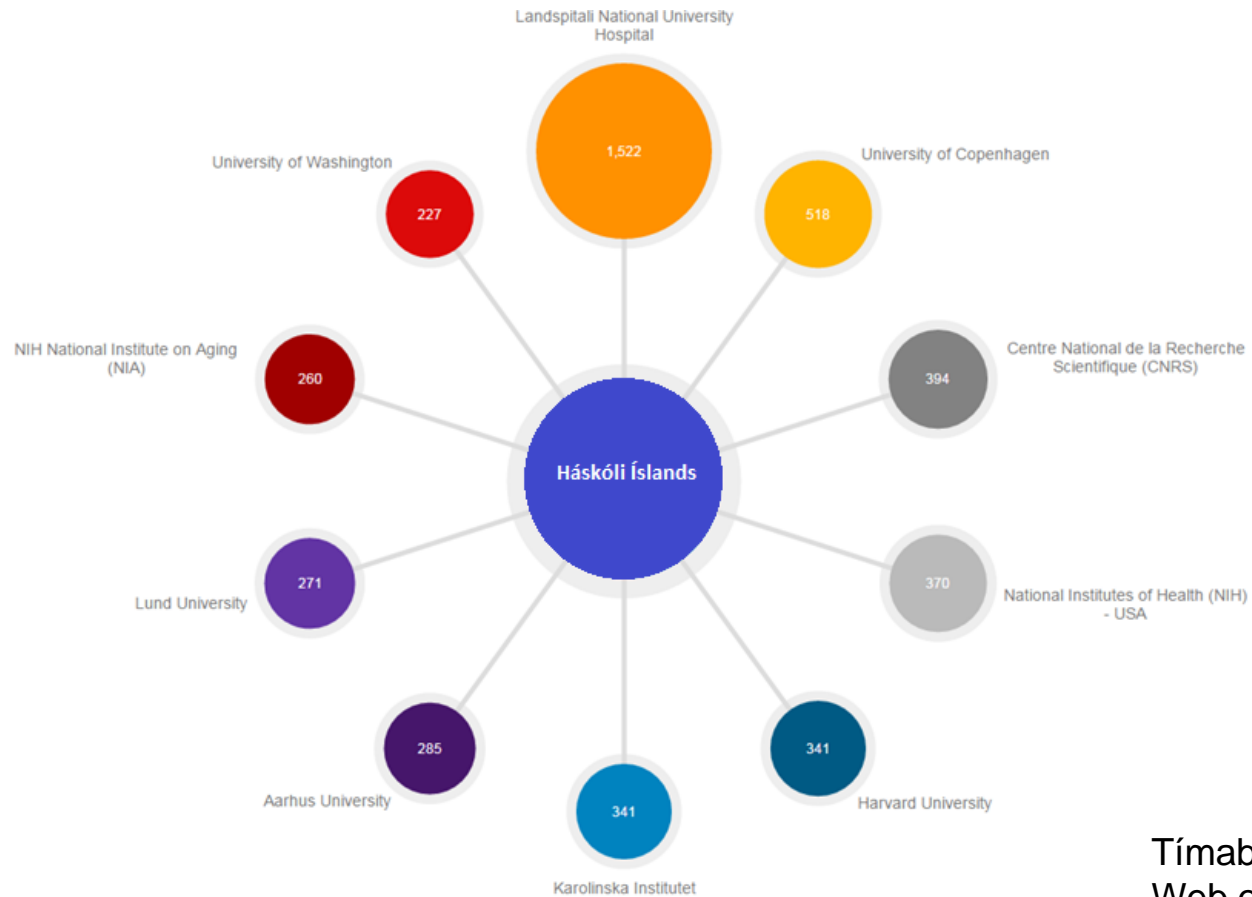 Landspitali National University
Hospital
1,522
University of Washington
227
University of Copenhagen
518
NIH National Institute on Aging
(NIA)
260
Centre National de la Recherche
Scientifique (CNRS)
394
Háskóli Íslands
Lund University
271
370
National Institutes of Health (NIH)
- USA
Aarhus University
285
341
Harvard University
341
Karolinska Institutet